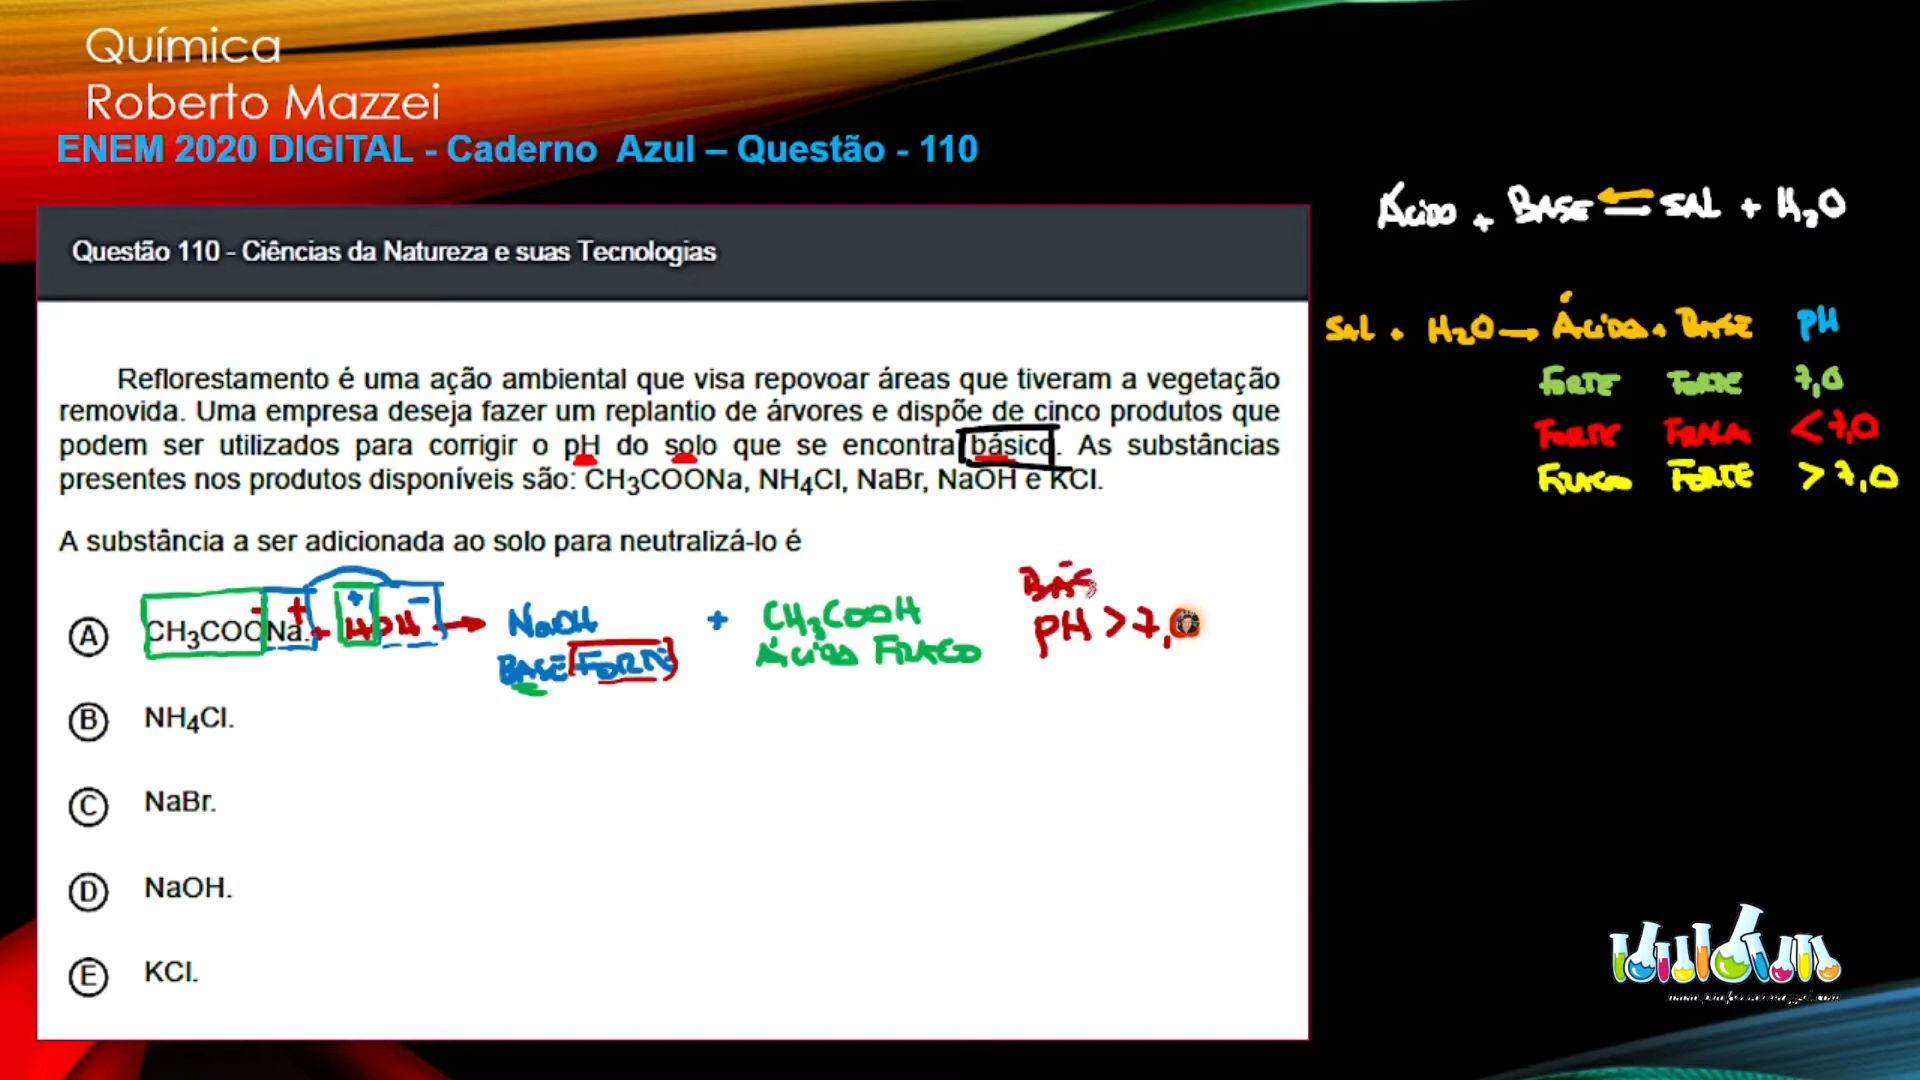 Química
Roberto Mazzei
ENEM 2020 DIGITAL - Caderno Azul – Questão - 110
Questão 110 - Ciências da Natureza e suas Tecnologias
Reflorestamento é uma ação ambiental que visa repovoar áreas que tiveram a vegetação
removida. Uma empresa deseja fazer um replantio de árvores e dispõe de cinco produtos que
podem ser utilizados para corrigir o pH do solo que se encontra básico. As substâncias
presentes nos produtos disponíveis são: CH3COONa, NH4Cl, NaBr, NaOH e KCl.
A substância a ser adicionada ao solo para neutralizá-lo é
A CH3COONa. + HOH → NaOH + CH3COOH
BASE FORTE ÁCIDO FRACO
BÁS
pH > 7,
B NH4Cl.
C NaBr.
D NaOH.
E KCl.
ÁCIDO + BASE ⇌ SAL + H2O
SAL + H2O → ÁCIDO + BASE pH
FORTE FORTE 7,0
FORTE FRACA < 7,0
FRACO FORTE > 7,0